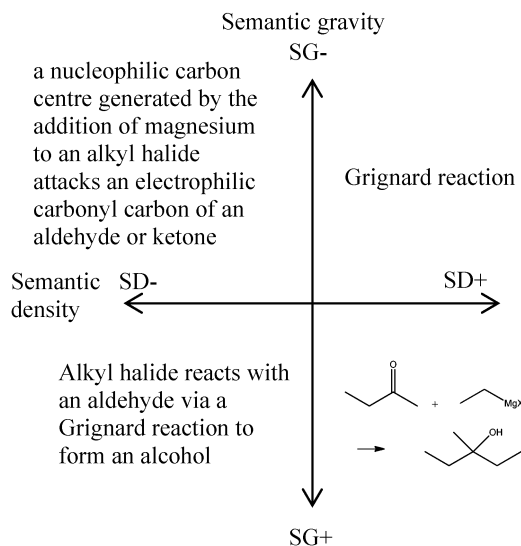 Semantic gravity
SG-
a nucleophilic carbon
centre generated by the
addition of magnesium
to an alkyl halide
attacks an electrophilic
carbonyl carbon of an
aldehyde or ketone
Grignard reaction
Semantic
density
SD-
SD+
Alkyl halide reacts with
an aldehyde via a
Grignard reaction to
form an alcohol
O
+
MgX
OH
SG+